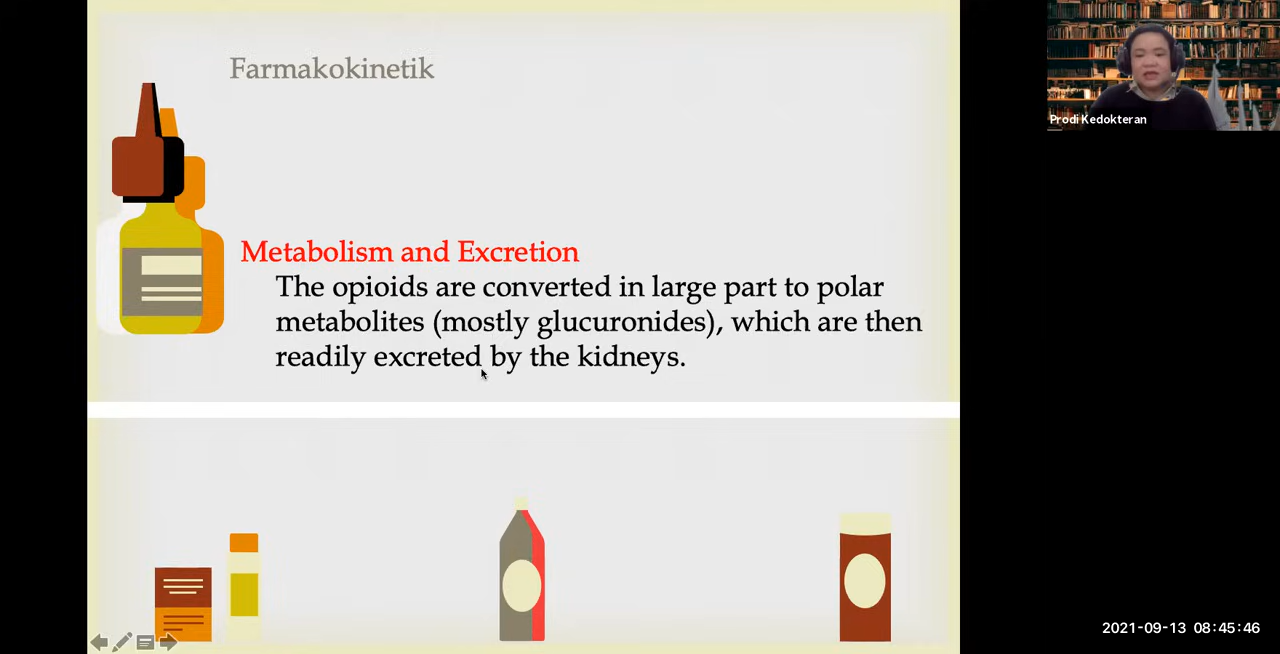 Farmakokinetik
Prodi Kedokteran
Metabolism and Excretion
The opioids are converted in large part to polar
metabolites (mostly glucuronides), which are then
readily excreted by the kidneys.
2021-09-13 08:45:46